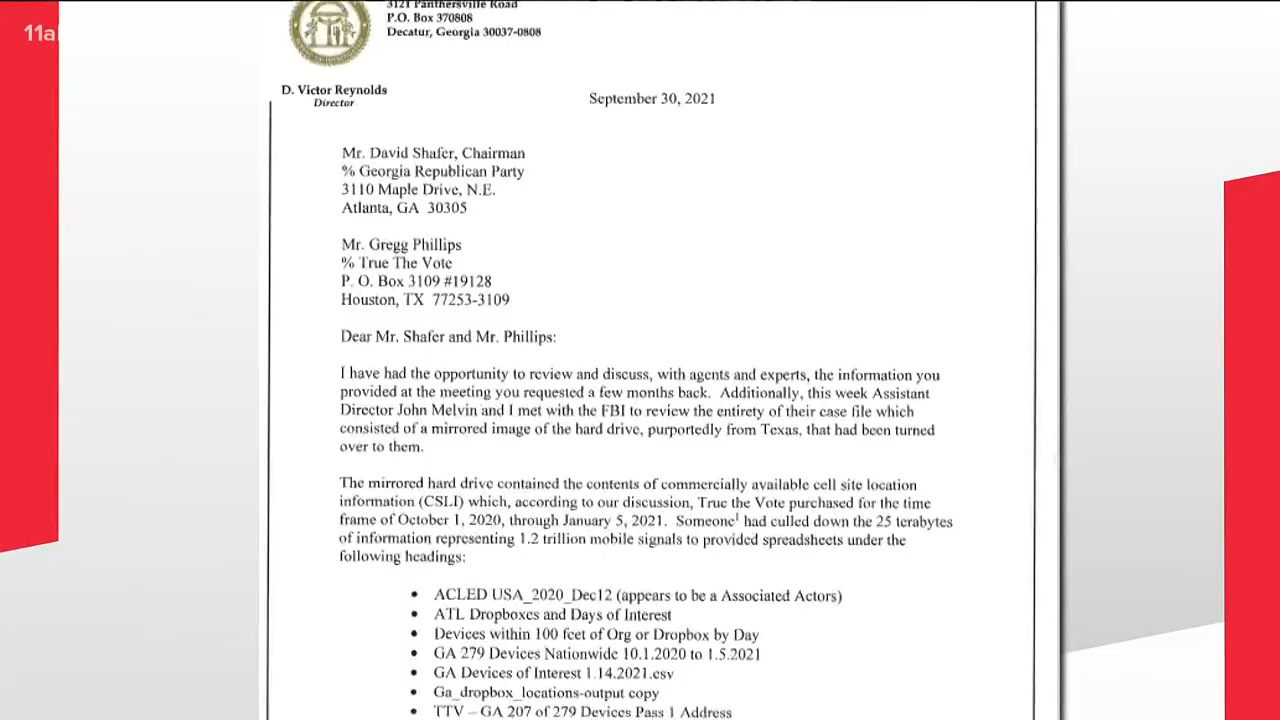 11al
3121 Panthersville Road
P.O. Box 370808
Decatur, Georgia 30037-0808
D. Victor Reynolds
Director
September 30, 2021
Mr. David Shafer, Chairman
% Georgia Republican Party
3110 Maple Drive, N.E.
Atlanta, GA 30305
Mr. Gregg Phillips
% True The Vote
P. O. Box 3109 #19128
Houston, TX 77253-3109
Dear Mr. Shafer and Mr. Phillips:
I have had the opportunity to review and discuss, with agents and experts, the information you
provided at the meeting you requested a few months back. Additionally, this week Assistant
Director John Melvin and I met with the FBI to review the entirety of their case file which
consisted of a mirrored image of the hard drive, purportedly from Texas, that had been turned
over to them.
The mirrored hard drive contained the contents of commercially available cell site location
information (CSLI) which, according to our discussion, True the Vote purchased for the time
frame of October 1, 2020, through January 5, 2021. Someone¹ had culled down the 25 terabytes
of information representing 1.2 trillion mobile signals to provided spreadsheets under the
following headings:
• ACLED USA_2020_Dec12 (appears to be a Associated Actors)
• ATL Dropboxes and Days of Interest
• Devices within 100 feet of Org or Dropbox by Day
• GA 279 Devices Nationwide 10.1.2020 to 1.5.2021
• GA Devices of Interest 1.14.2021.csv
• Ga_dropbox_locations-output copy
• TTV – GA 207 of 279 Devices Pass 1 Address